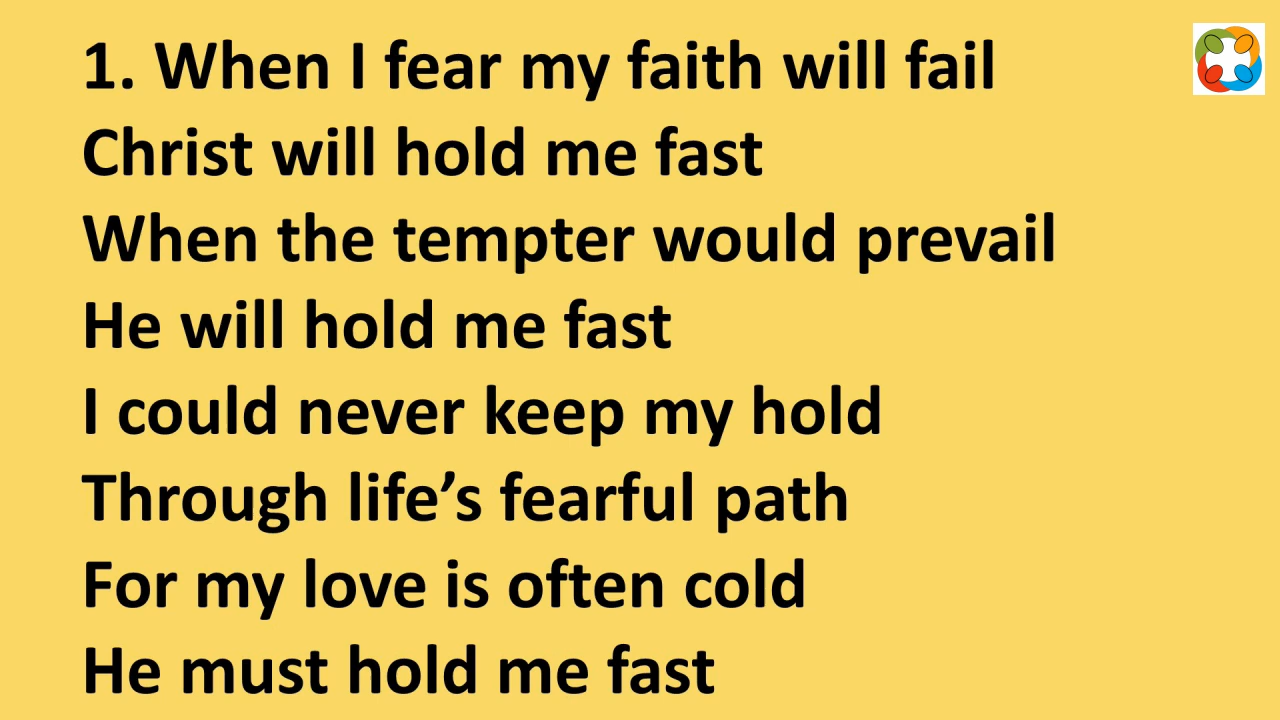 1. When I fear my faith will fail
Christ will hold me fast
When the tempter would prevail
He will hold me fast
I could never keep my hold
Through life’s fearful path
For my love is often cold
He must hold me fast